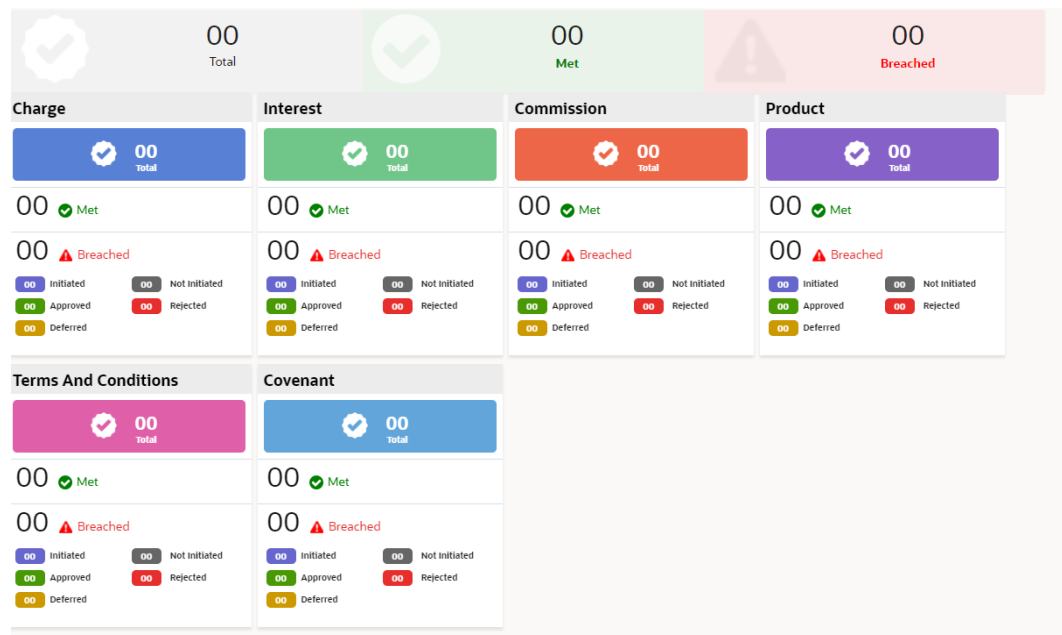 00 00 00
Total Met Breached
Charge Interest Commission Product
00 00 00 00
Total Total Total Total
00 Met 00 Met 00 Met 00 Met
00 Breached 00 Breached 00 Breached 00 Breached
00 Initiated 00 Not Initiated 00 Initiated 00 Not Initiated 00 Initiated 00 Not Initiated 00 Initiated 00 Not Initiated
00 Approved 00 Rejected 00 Approved 00 Rejected 00 Approved 00 Rejected 00 Approved 00 Rejected
00 Deferred 00 Deferred 00 Deferred 00 Deferred
Terms And Conditions Covenant
00 00
Total Total
00 Met 00 Met
00 Breached 00 Breached
00 Initiated 00 Not Initiated 00 Initiated 00 Not Initiated
00 Approved 00 Rejected 00 Approved 00 Rejected
00 Deferred 00 Deferred